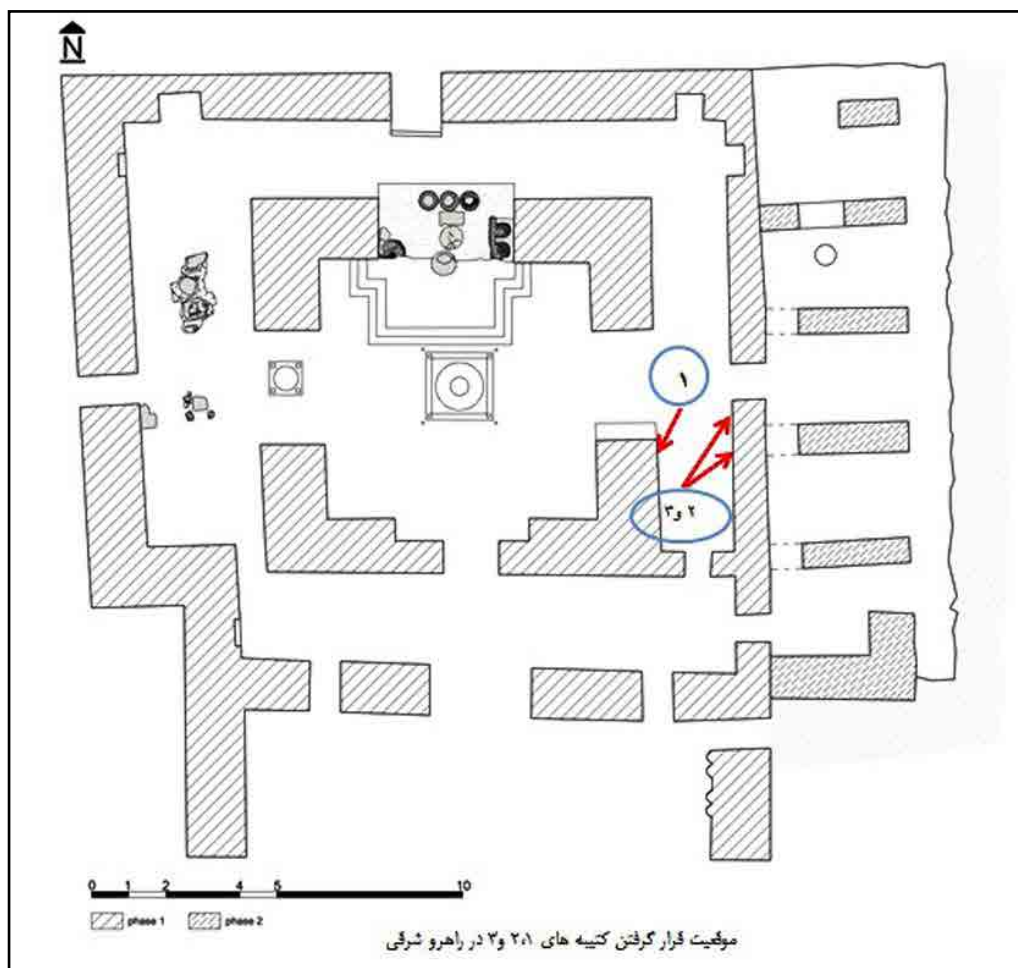 N
۱
۲ و۳
0 1 2 4 5 10
phase 1 phase 2
موقعیت قرار گرفتن کتیبه های ۲،۱ و۳ در راهرو شرقی